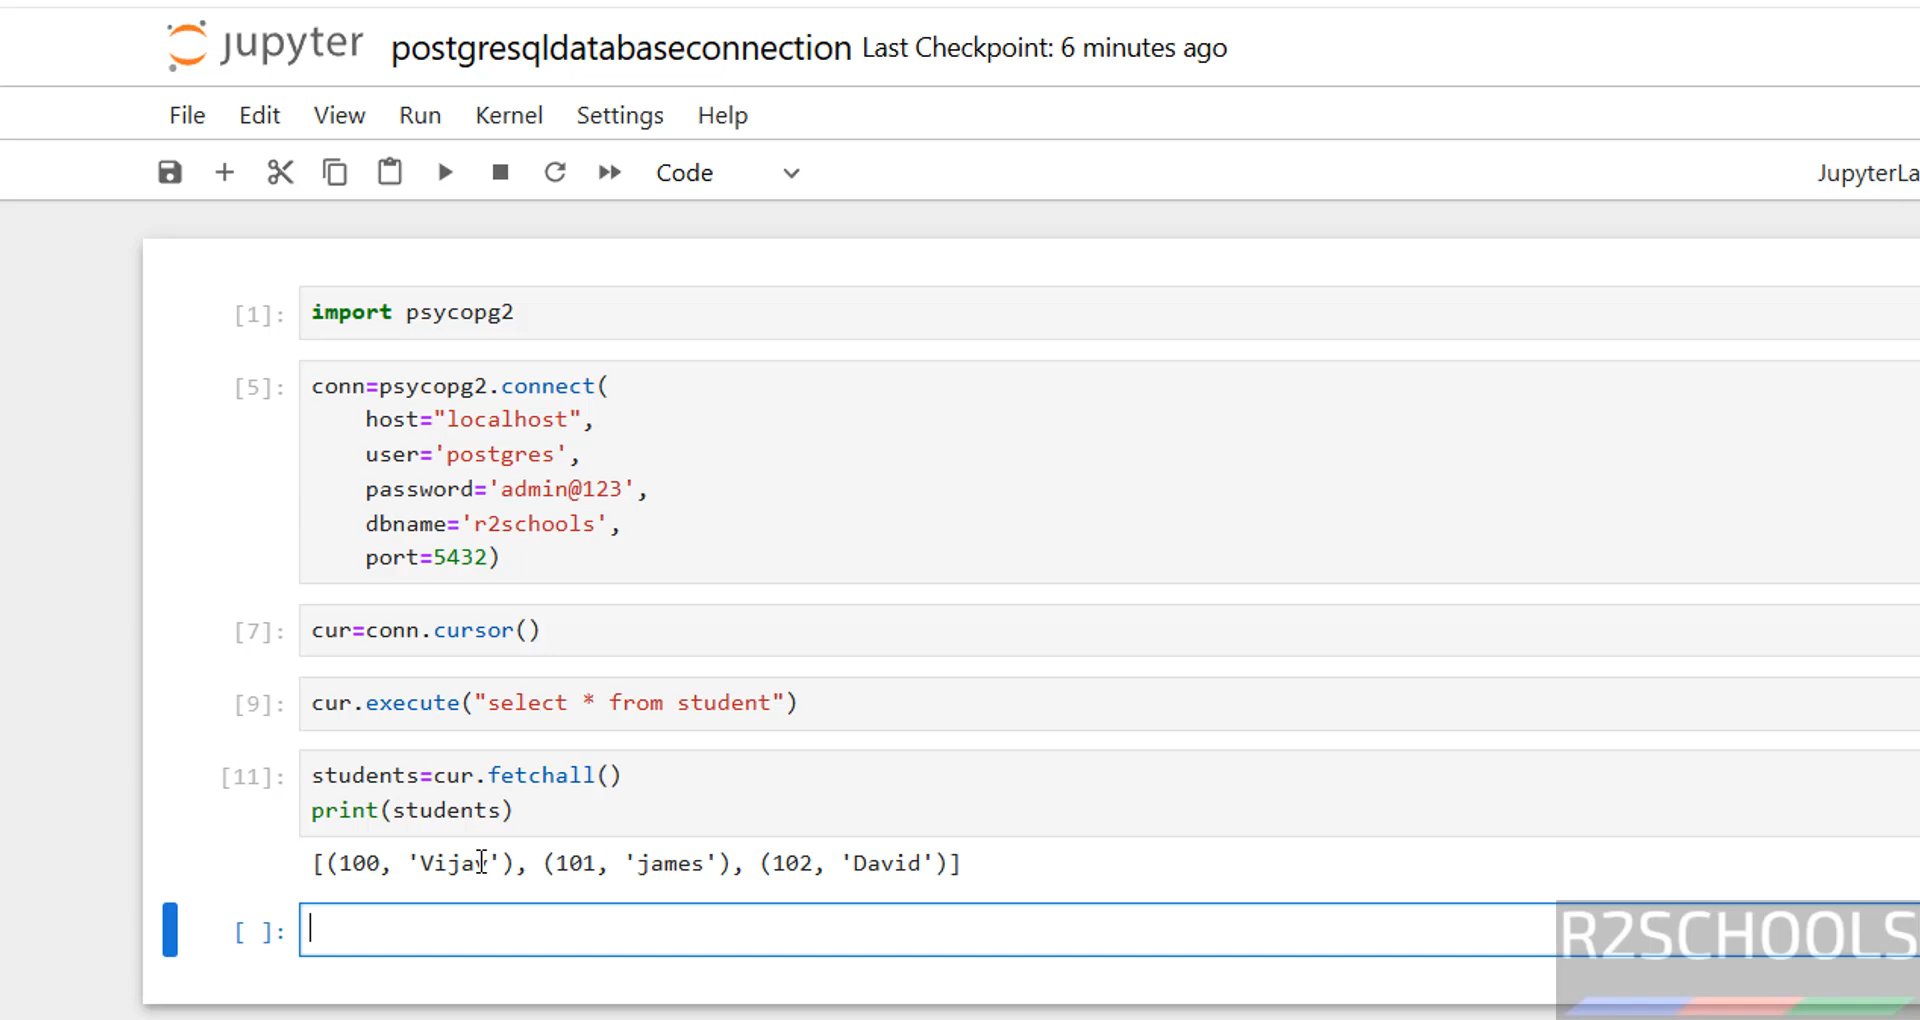 jupyter postgresqldatabaseconnection Last Checkpoint: 6 minutes ago
File Edit View Run Kernel Settings Help
Code JupyterLa
[1]: import psycopg2
[5]: conn=psycopg2.connect(
host="localhost",
user='postgres',
password='admin@123',
dbname='r2schools',
port=5432)
[7]: cur=conn.cursor()
[9]: cur.execute("select * from student")
[11]: students=cur.fetchall()
print(students)
[(100, 'Vijay'), (101, 'james'), (102, 'David')]
[ ]:
R2SCHOOLS